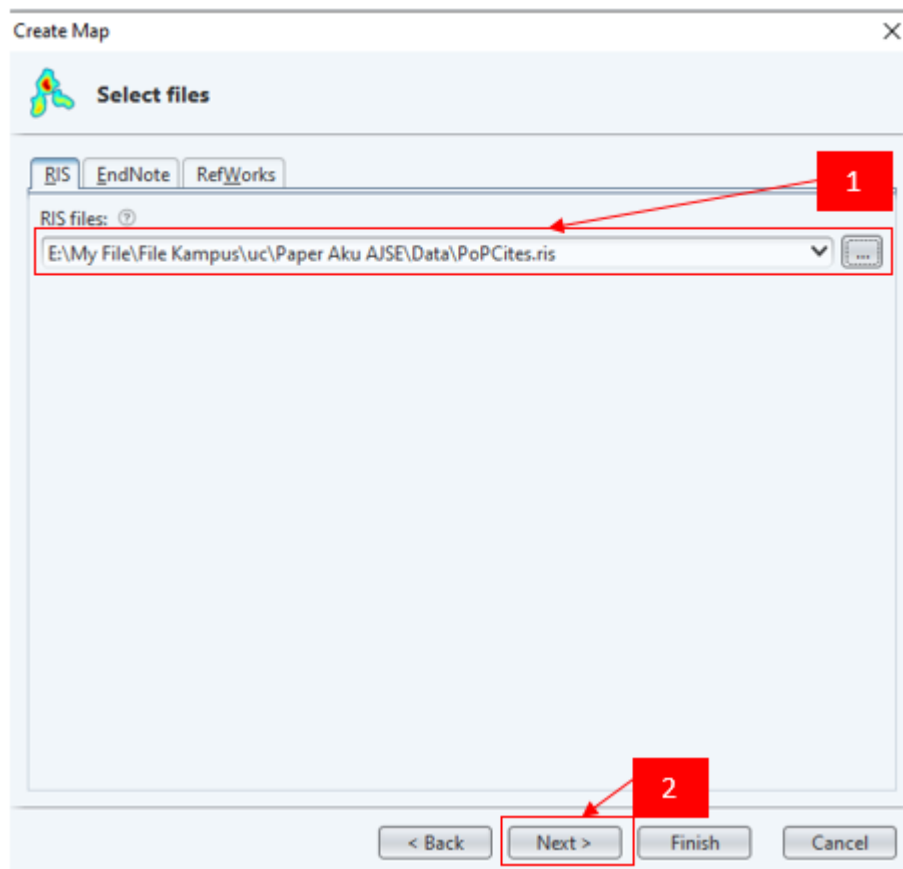 Create Map
Select files
RIS EndNote RefWorks
1
RIS files: ?
E:\My File\File Kampus\uc\Paper Aku AJSE\Data\PoPCites.ris ...
2
< Back Next > Finish Cancel